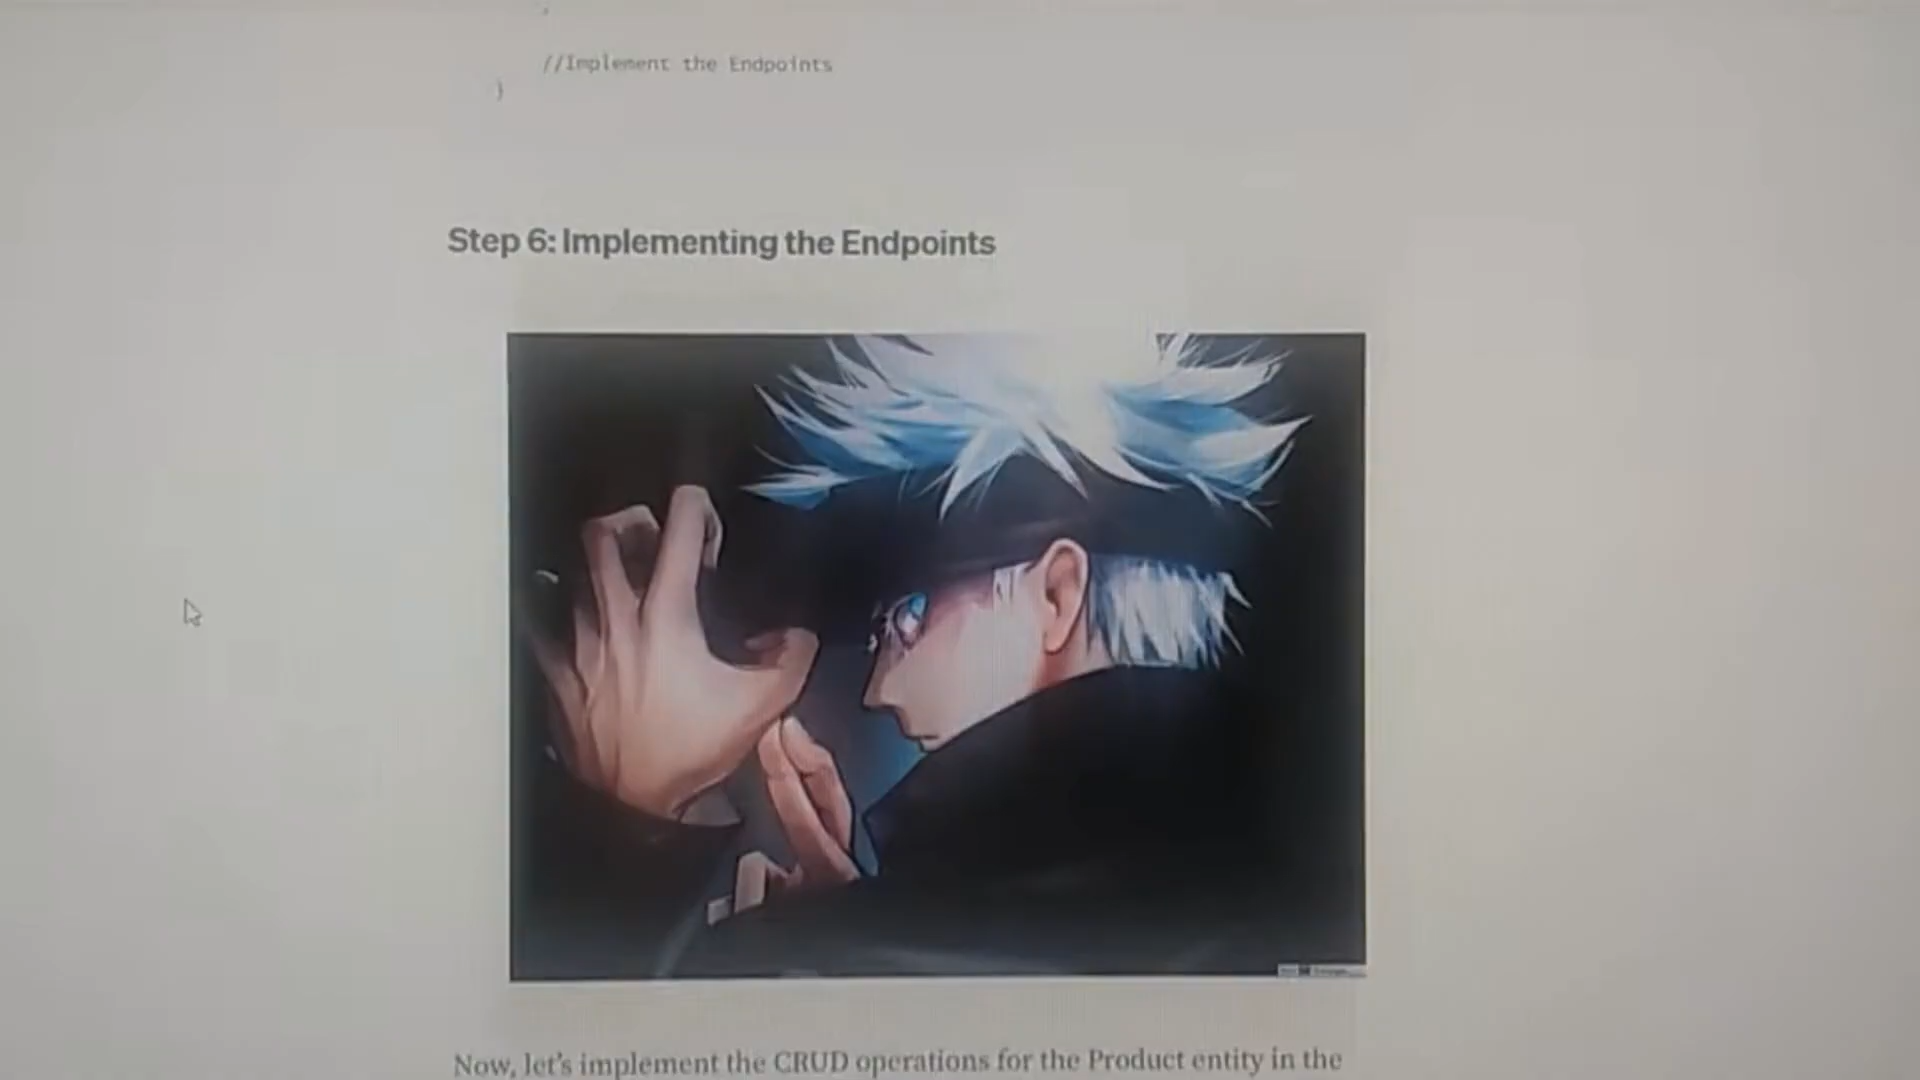 //Implement the Endpoints
}
Step 6: Implementing the Endpoints
Now, let's implement the CRUD operations for the Product entity in the